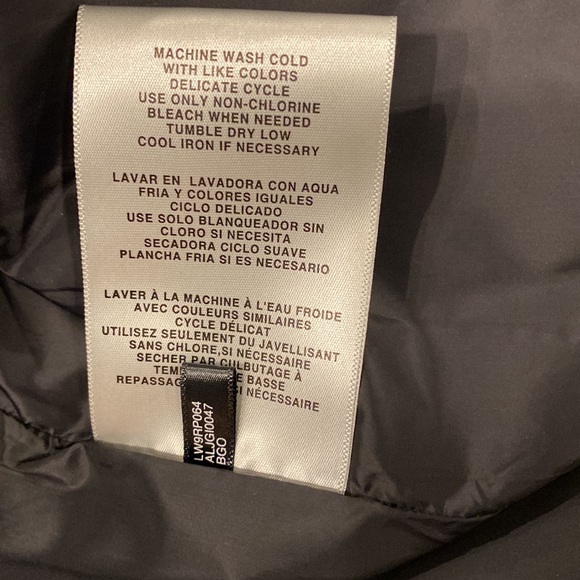 MACHINE WASH COLD
WITH LIKE COLORS
DELICATE CYCLE
USE ONLY NON-CHLORINE
BLEACH WHEN NEEDED
TUMBLE DRY LOW
COOL IRON IF NECESSARY
LAVAR EN LAVADORA CON AQUA
FRIA Y COLORES IGUALES
CICLO DELICADO
USE SOLO BLANQUEADOR SIN
CLORO SI NECESITA
SECADORA CICLO SUAVE
PLANCHA FRIA SI ES NECESARIO
LAVER À LA MACHINE À L'EAU FROIDE
AVEC COULEURS SIMILAIRES
CYCLE DÉLICAT
UTILISEZ SEULEMENT DU JAVELLISANT
SANS CHLORE, SI NÉCESSAIRE
SECHER PAR CULBUTAGE À
BASSE
SI NÉCESSAIRE
LW9RP064
ALJGI0047
BGO